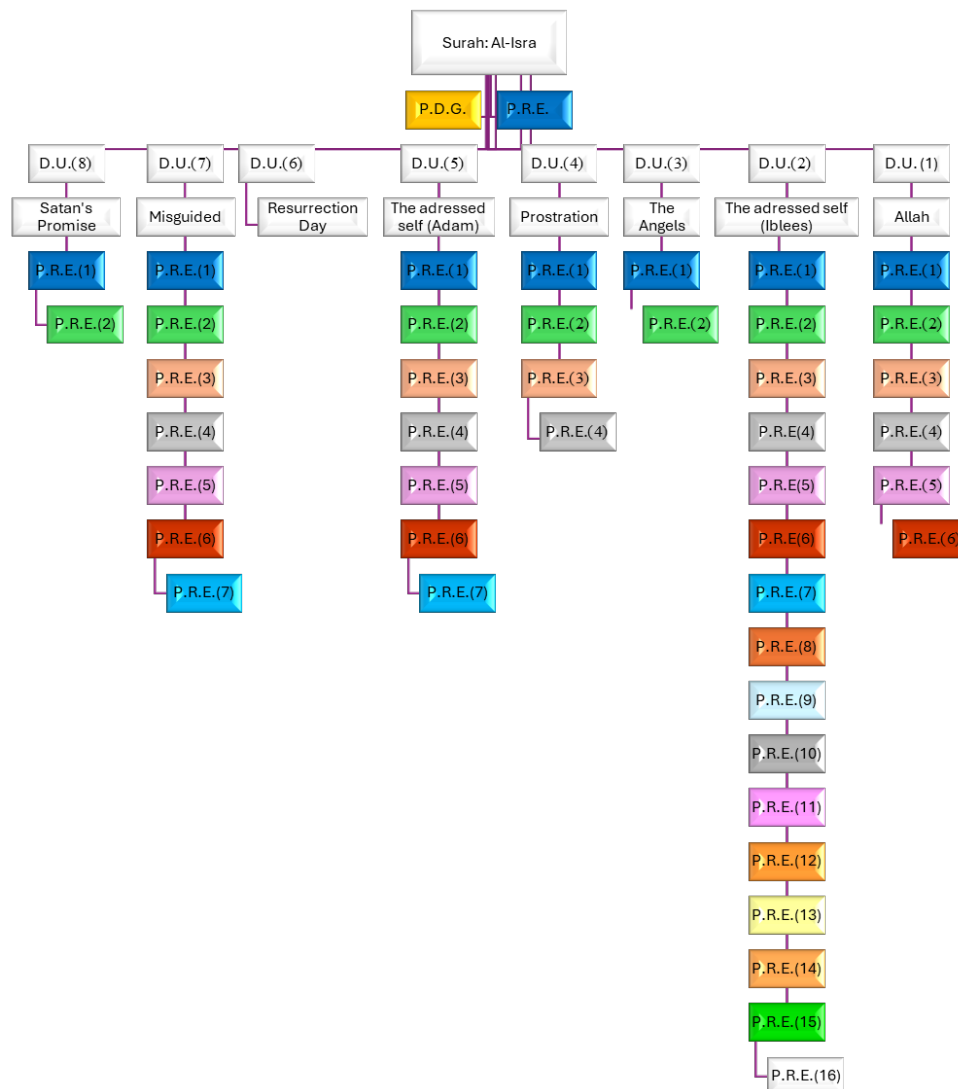 Surah: Al-Isra
P.D.G.
P.R.E.
D.U.(8)
D.U.(7)
D.U.(6)
D.U.(5)
D.U.(4)
D.U.(3)
D.U.(2)
D.U. (1)
Satan's
Promise
Misguided
Resurrection
Day
The adressed
self (Adam)
Prostration
The
Angels
The adressed self
(Iblees)
Allah
P.R.E.(1)
P.R.E.(1)
P.R.E.(1)
P.R.E.(1)
P.R.E.(1)
P.R.E.(1)
P.R.E.(1)
P.R.E.(2)
P.R.E.(2)
P.R.E.(2)
P.R.E.(2)
P.R.E.(2)
P.R.E.(2)
P.R.E.(2)
P.R.E.(3)
P.R.E.(3)
P.R.E.(3)
P.R.E.(3)
P.R.E.(3)
P.R.E.(4)
P.R.E.(4)
P.R.E.(4)
P.R.E(4)
P.R.E.(4)
P.R.E.(5)
P.R.E.(5)
P.R.E(5)
P.R.E.(5)
P.R.E.(6)
P.R.E.(6)
P.R.E(6)
P.R.E.(6)
P.R.E.(7)
P.R.E.(7)
P.R.E.(7)
P.R.E.(8)
P.R.E.(9)
P.R.E.(10)
P.R.E.(11)
P.R.E.(12)
P.R.E.(13)
P.R.E.(14)
P.R.E.(15)
P.R.E.(16)